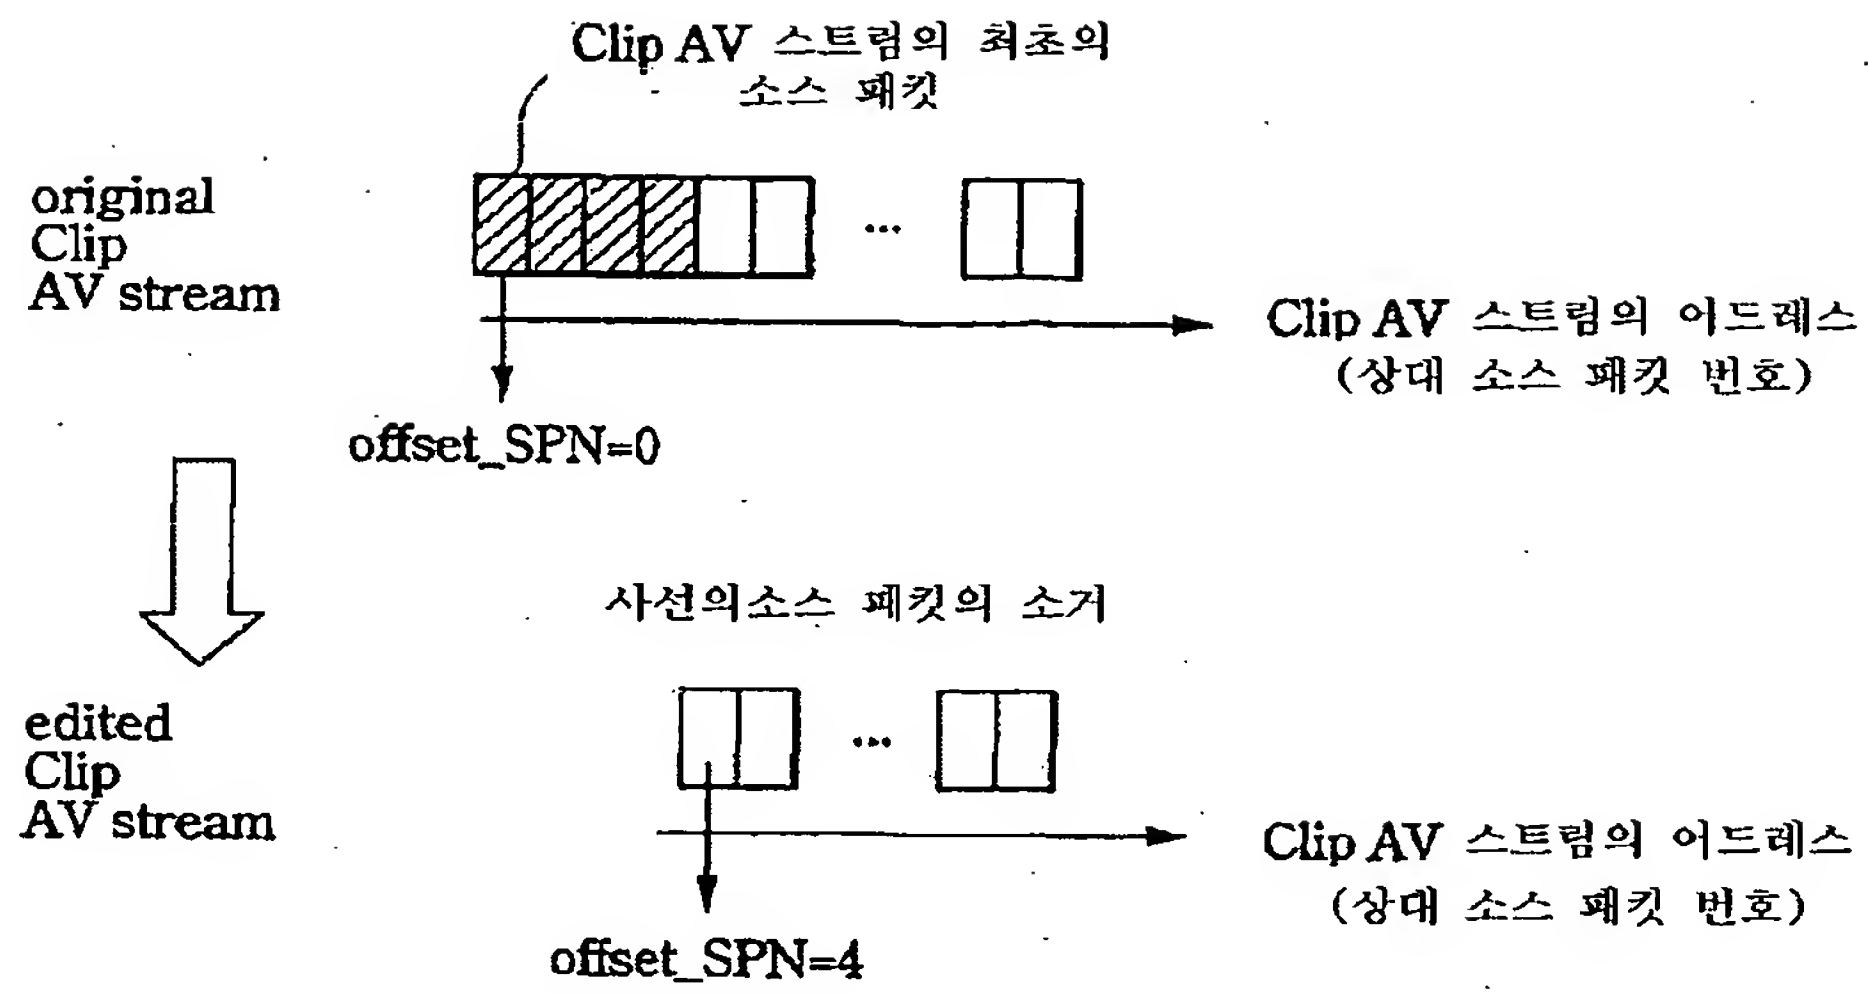 Clip AV 스트림의 최초의
소스 패킷
original
Clip
AV stream
...
Clip AV 스트림의 어드레스
(상대 소스 패킷 번호)
offset_SPN=0
사선의소스 패킷의 소거
edited
Clip
AV stream
...
Clip AV 스트림의 어드레스
(상대 소스 패킷 번호)
offset_SPN=4